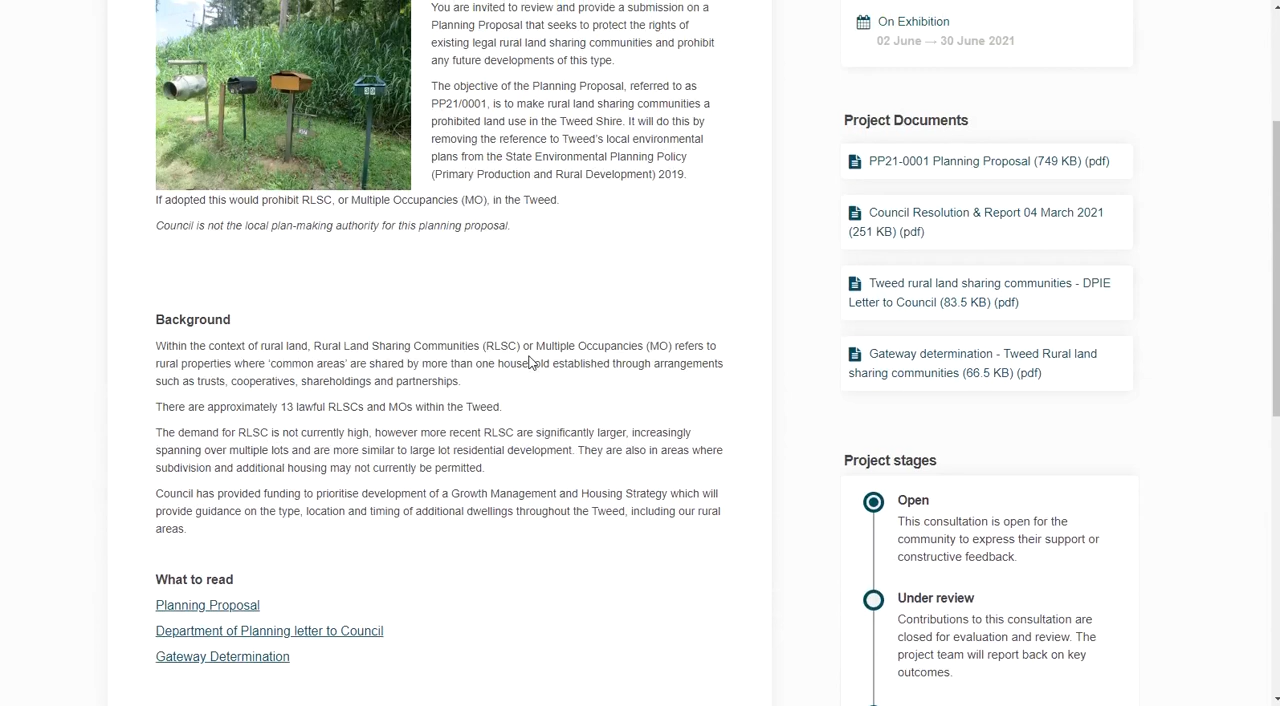 You are invited to review and provide a submission on a
Planning Proposal that seeks to protect the rights of
existing legal rural land sharing communities and prohibit
any future developments of this type.
The objective of the Planning Proposal, referred to as
PP21/0001, is to make rural land sharing communities a
prohibited land use in the Tweed Shire. It will do this by
removing the reference to Tweed’s local environmental
plans from the State Environmental Planning Policy
(Primary Production and Rural Development) 2019.
If adopted this would prohibit RLSC, or Multiple Occupancies (MO), in the Tweed.
Council is not the local plan-making authority for this planning proposal.
Background
Within the context of rural land, Rural Land Sharing Communities (RLSC) or Multiple Occupancies (MO) refers to
rural properties where ‘common areas’ are shared by more than one household established through arrangements
such as trusts, cooperatives, shareholdings and partnerships.
There are approximately 13 lawful RLSCs and MOs within the Tweed.
The demand for RLSC is not currently high, however more recent RLSC are significantly larger, increasingly
spanning over multiple lots and are more similar to large lot residential development. They are also in areas where
subdivision and additional housing may not currently be permitted.
Council has provided funding to prioritise development of a Growth Management and Housing Strategy which will
provide guidance on the type, location and timing of additional dwellings throughout the Tweed, including our rural
areas.
What to read
Planning Proposal
Department of Planning letter to Council
Gateway Determination
On Exhibition
02 June → 30 June 2021
Project Documents
PP21-0001 Planning Proposal (749 KB) (pdf)
Council Resolution & Report 04 March 2021
(251 KB) (pdf)
Tweed rural land sharing communities - DPIE
Letter to Council (83.5 KB) (pdf)
Gateway determination - Tweed Rural land
sharing communities (66.5 KB) (pdf)
Project stages
Open
This consultation is open for the
community to express their support or
constructive feedback.
Under review
Contributions to this consultation are
closed for evaluation and review. The
project team will report back on key
outcomes.